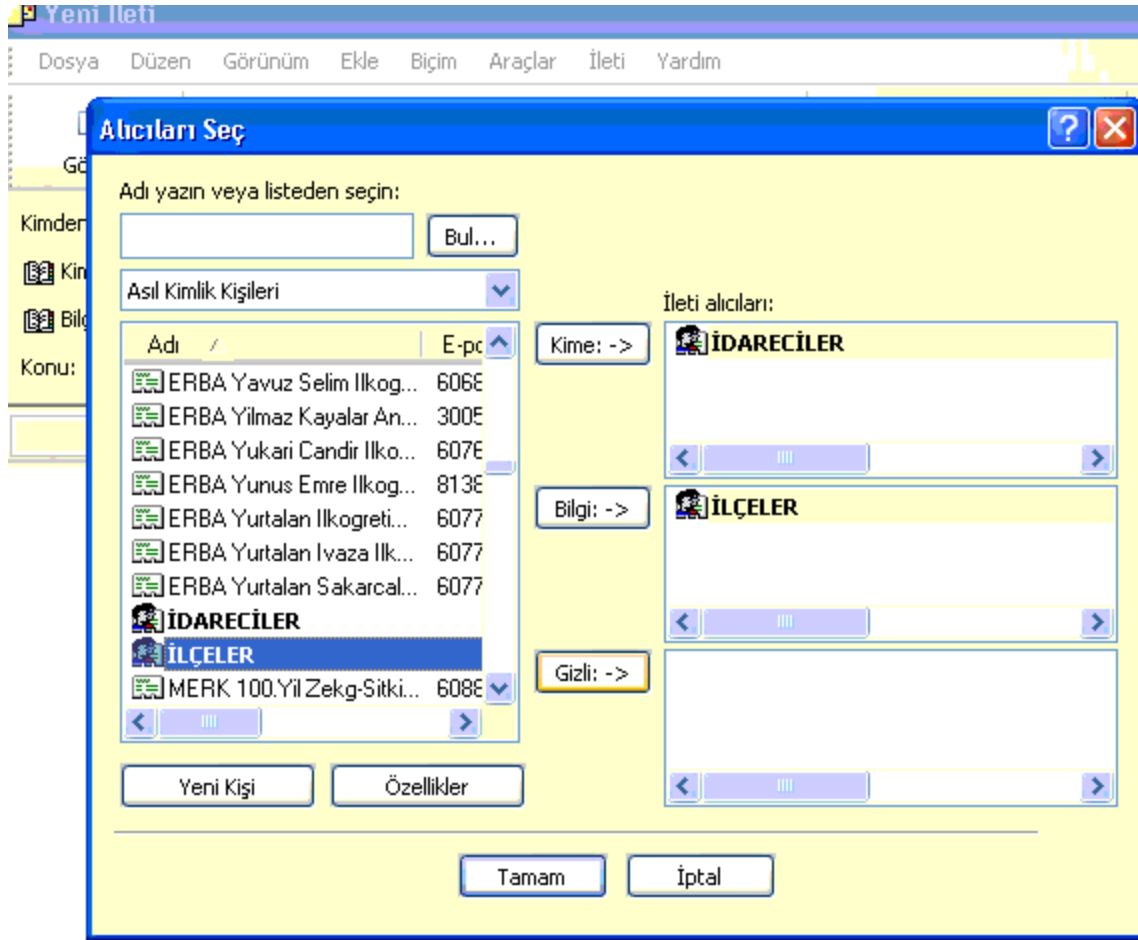 Yeni İleti
Dosya Düzen Görünüm Ekle Biçim Araçlar İleti Yardım
Alıcıları Seç
Adı yazın veya listeden seçin:
Kimden
Bul...
Asıl Kimlik Kişileri
İleti alıcıları:
Adı
Kime: ->
İDARECİLER
Konu:
ERBA Yavuz Selim Ilkog... 6068
ERBA Yilmaz Kayalar An... 3005
ERBA Yukari Candir Ilko... 6076
ERBA Yunus Emre Ilkog... 8138
Bilgi: ->
İLÇELER
ERBA Yurtalan Ilkogreti... 6077
ERBA Yurtalan Ivaza Ilk... 6077
ERBA Yurtalan Sakarcal... 6077
İDARECİLER
İLÇELER
Gizli: ->
MERK 100.Yil Zekg-Sitki... 6088
Yeni Kişi
Özellikler
Tamam
İptal